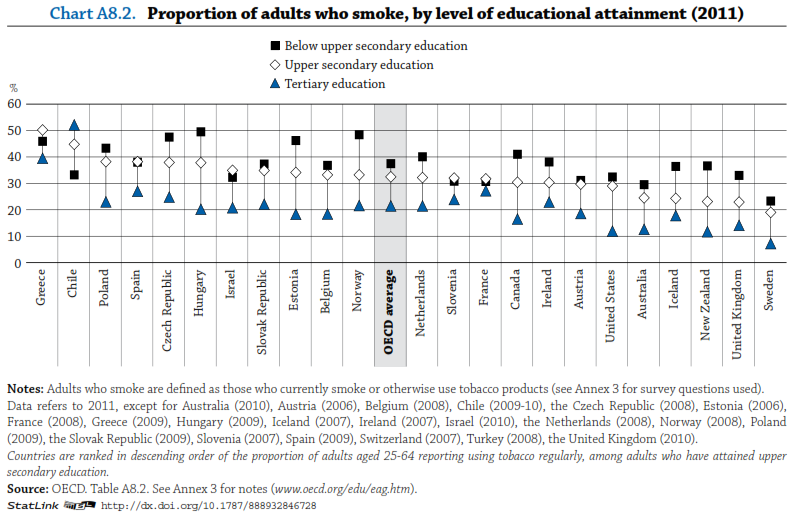 Chart A8.2. Proportion of adults who smoke, by level of educational attainment (2011)
Below upper secondary education
Upper secondary education
Tertiary education
%
60
50
40
30
20
10
0
Greece
Chile
Poland
Spain
Czech Republic
Hungary
Israel
Slovak Republic
Estonia
Belgium
Norway
OECD average
Netherlands
Slovenia
France
Canada
Ireland
Austria
United States
Australia
Iceland
New Zealand
United Kingdom
Sweden
Notes: Adults who smoke are defined as those who currently smoke or otherwise use tobacco products (see Annex 3 for survey questions used).
Data refers to 2011, except for Australia (2010), Austria (2006), Belgium (2008), Chile (2009-10), the Czech Republic (2008), Estonia (2006),
France (2008), Greece (2009), Hungary (2009), Iceland (2007), Ireland (2007), Israel (2010), the Netherlands (2008), Norway (2008), Poland
(2009), the Slovak Republic (2009), Slovenia (2007), Spain (2009), Switzerland (2007), Turkey (2008), the United Kingdom (2010).
Countries are ranked in descending order of the proportion of adults aged 25-64 reporting using tobacco regularly, among adults who have attained upper
secondary education.
Source: OECD. Table A8.2. See Annex 3 for notes (www.oecd.org/edu/eag.htm).
StatLink http://dx.doi.org/10.1787/888932846728